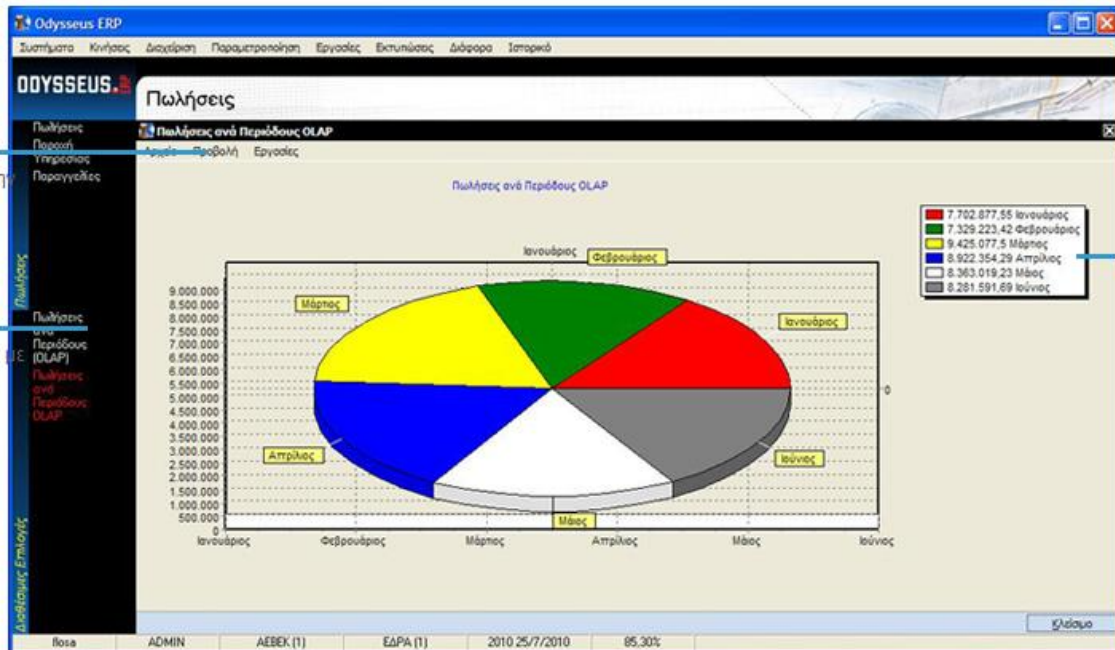 Odysseus ERP
Συστήματα Κινήσεις Διαχείριση Παραμετροποίηση Εργασίες Εκτυπώσεις Διάφορα Ιστορικό
ODYSSEUS.ERP
Πωλήσεις
Πωλήσεις
Παροχή
Υπηρεσίας
Παραγγελίες
Πωλήσεις
Πωλήσεις
ανά
Περιόδους
(OLAP)
Πωλήσεις
ανά
Περιόδους
OLAP
Διαθέσιμες Επιλογές
με
Πωλήσεις ανά Περιόδους OLAP
Αρχείο Προβολή Εργασίες
Πωλήσεις ανά Περιόδους OLAP
7.702.877,55 Ιανουάριος
7.329.223,42 Φεβρουάριος
9.425.077,5 Μάρτιος
8.922.354,29 Απρίλιος
8.363.019,23 Μάιος
8.281.591,69 Ιούνιος
Ιανουάριος
Φεβρουάριος
Μάρτιος
Ιανουάριος
Απρίλιος
Ιούνιος
Μάιος
9.000.000
8.500.000
8.000.000
7.500.000
7.000.000
6.500.000
6.000.000
5.500.000
5.000.000
4.500.000
4.000.000
3.500.000
3.000.000
2.500.000
2.000.000
1.500.000
1.000.000
500.000
0
0
Ιανουάριος Φεβρουάριος Μάρτιος Απρίλιος Μάιος Ιούνιος
Κλείσιμο
flosa ADMIN ΑΕΒΕΚ (1) ΕΔΡΑ (1) 2010 25/7/2010 85,30%